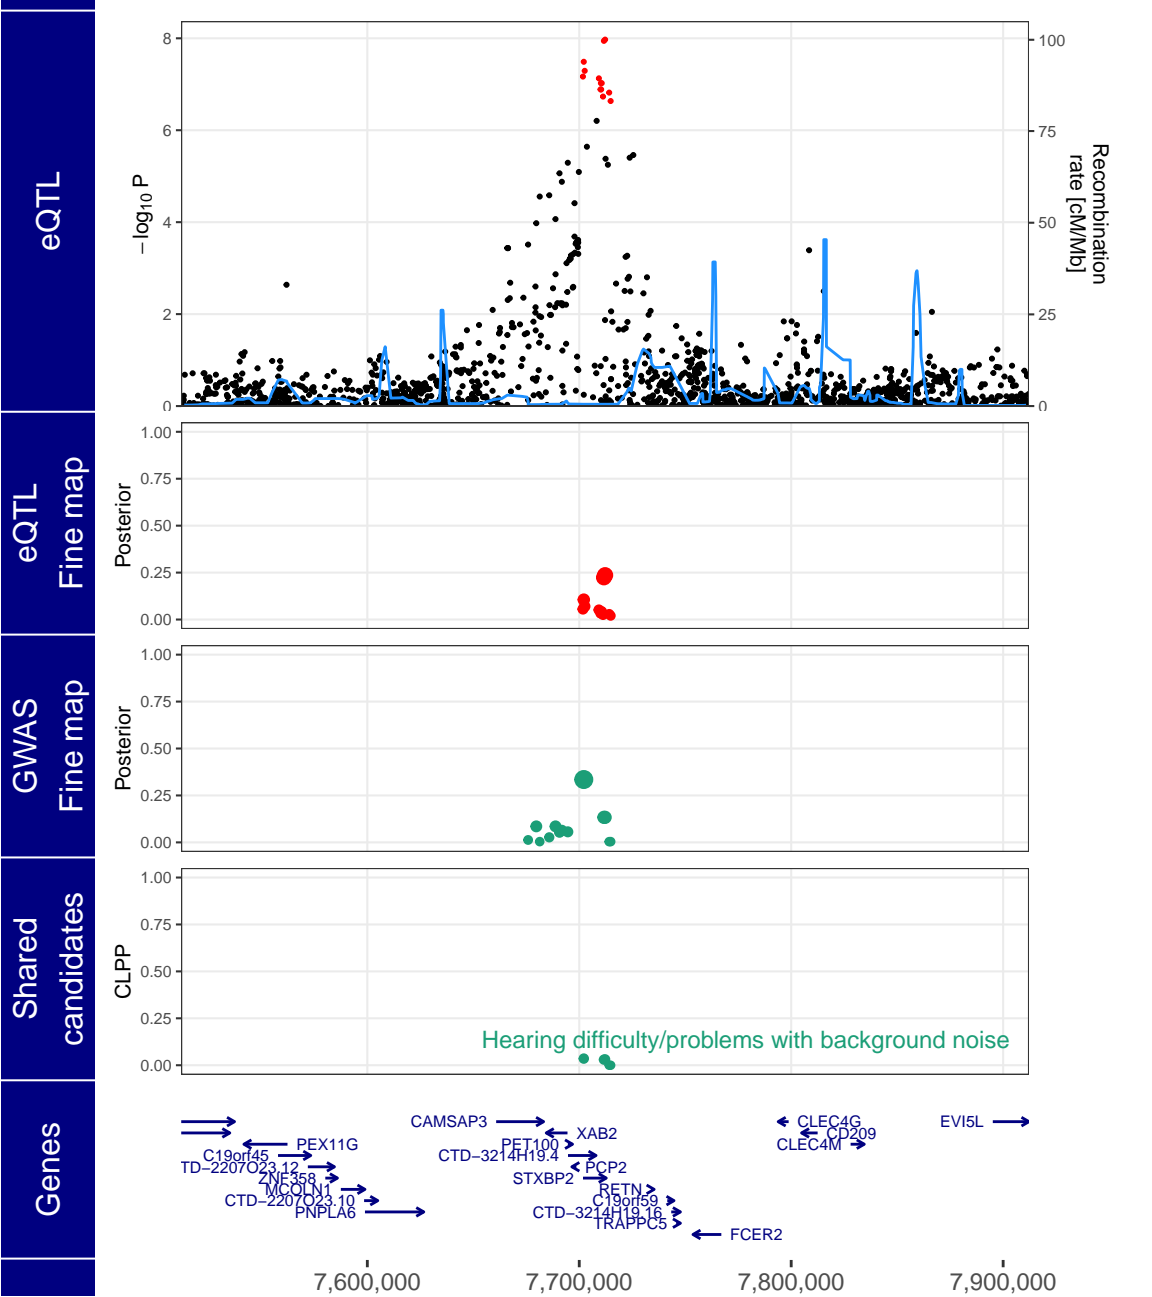 eQTL
−log10 P
8
6
4
2
0
100
75
50
25
0
Recombination
rate [cM/Mb]
eQTL
Fine map
Posterior
1.00
0.75
0.50
0.25
0.00
GWAS
Fine map
Posterior
1.00
0.75
0.50
0.25
0.00
Shared
candidates
CLPP
1.00
0.75
0.50
0.25
0.00
Hearing difficulty/problems with background noise
Genes
CAMSAP3
CLEC4G
EVI5L
XAB2
CD209
PEX11G
PET100
CLEC4M
C19orf45
CTD−3214H19.4
TD−2207O23.12
PCP2
ZNF358
STXBP2
MCOLN1
RETN
CTD−2207O23.10
C19orf59
PNPLA6
CTD−3214H19.16
TRAPPC5
FCER2
7,600,000
7,700,000
7,800,000
7,900,000